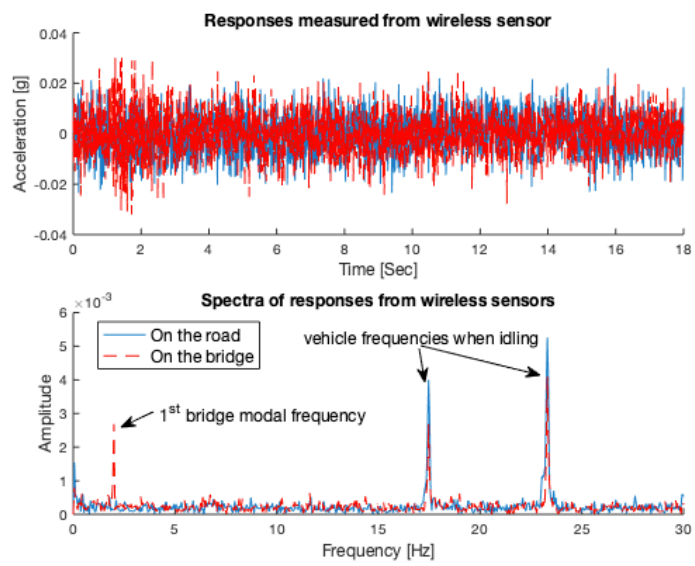 Responses measured from wireless sensor
0.04
0.02
0
-0.02
-0.04
Acceleration [g]
0 2 4 6 8 10 12 14 16 18
Time [Sec]
×10⁻³
Spectra of responses from wireless sensors
6
5
4
3
2
1
0
Amplitude
On the road
On the bridge
vehicle frequencies when idling
1st bridge modal frequency
0 5 10 15 20 25 30
Frequency [Hz]